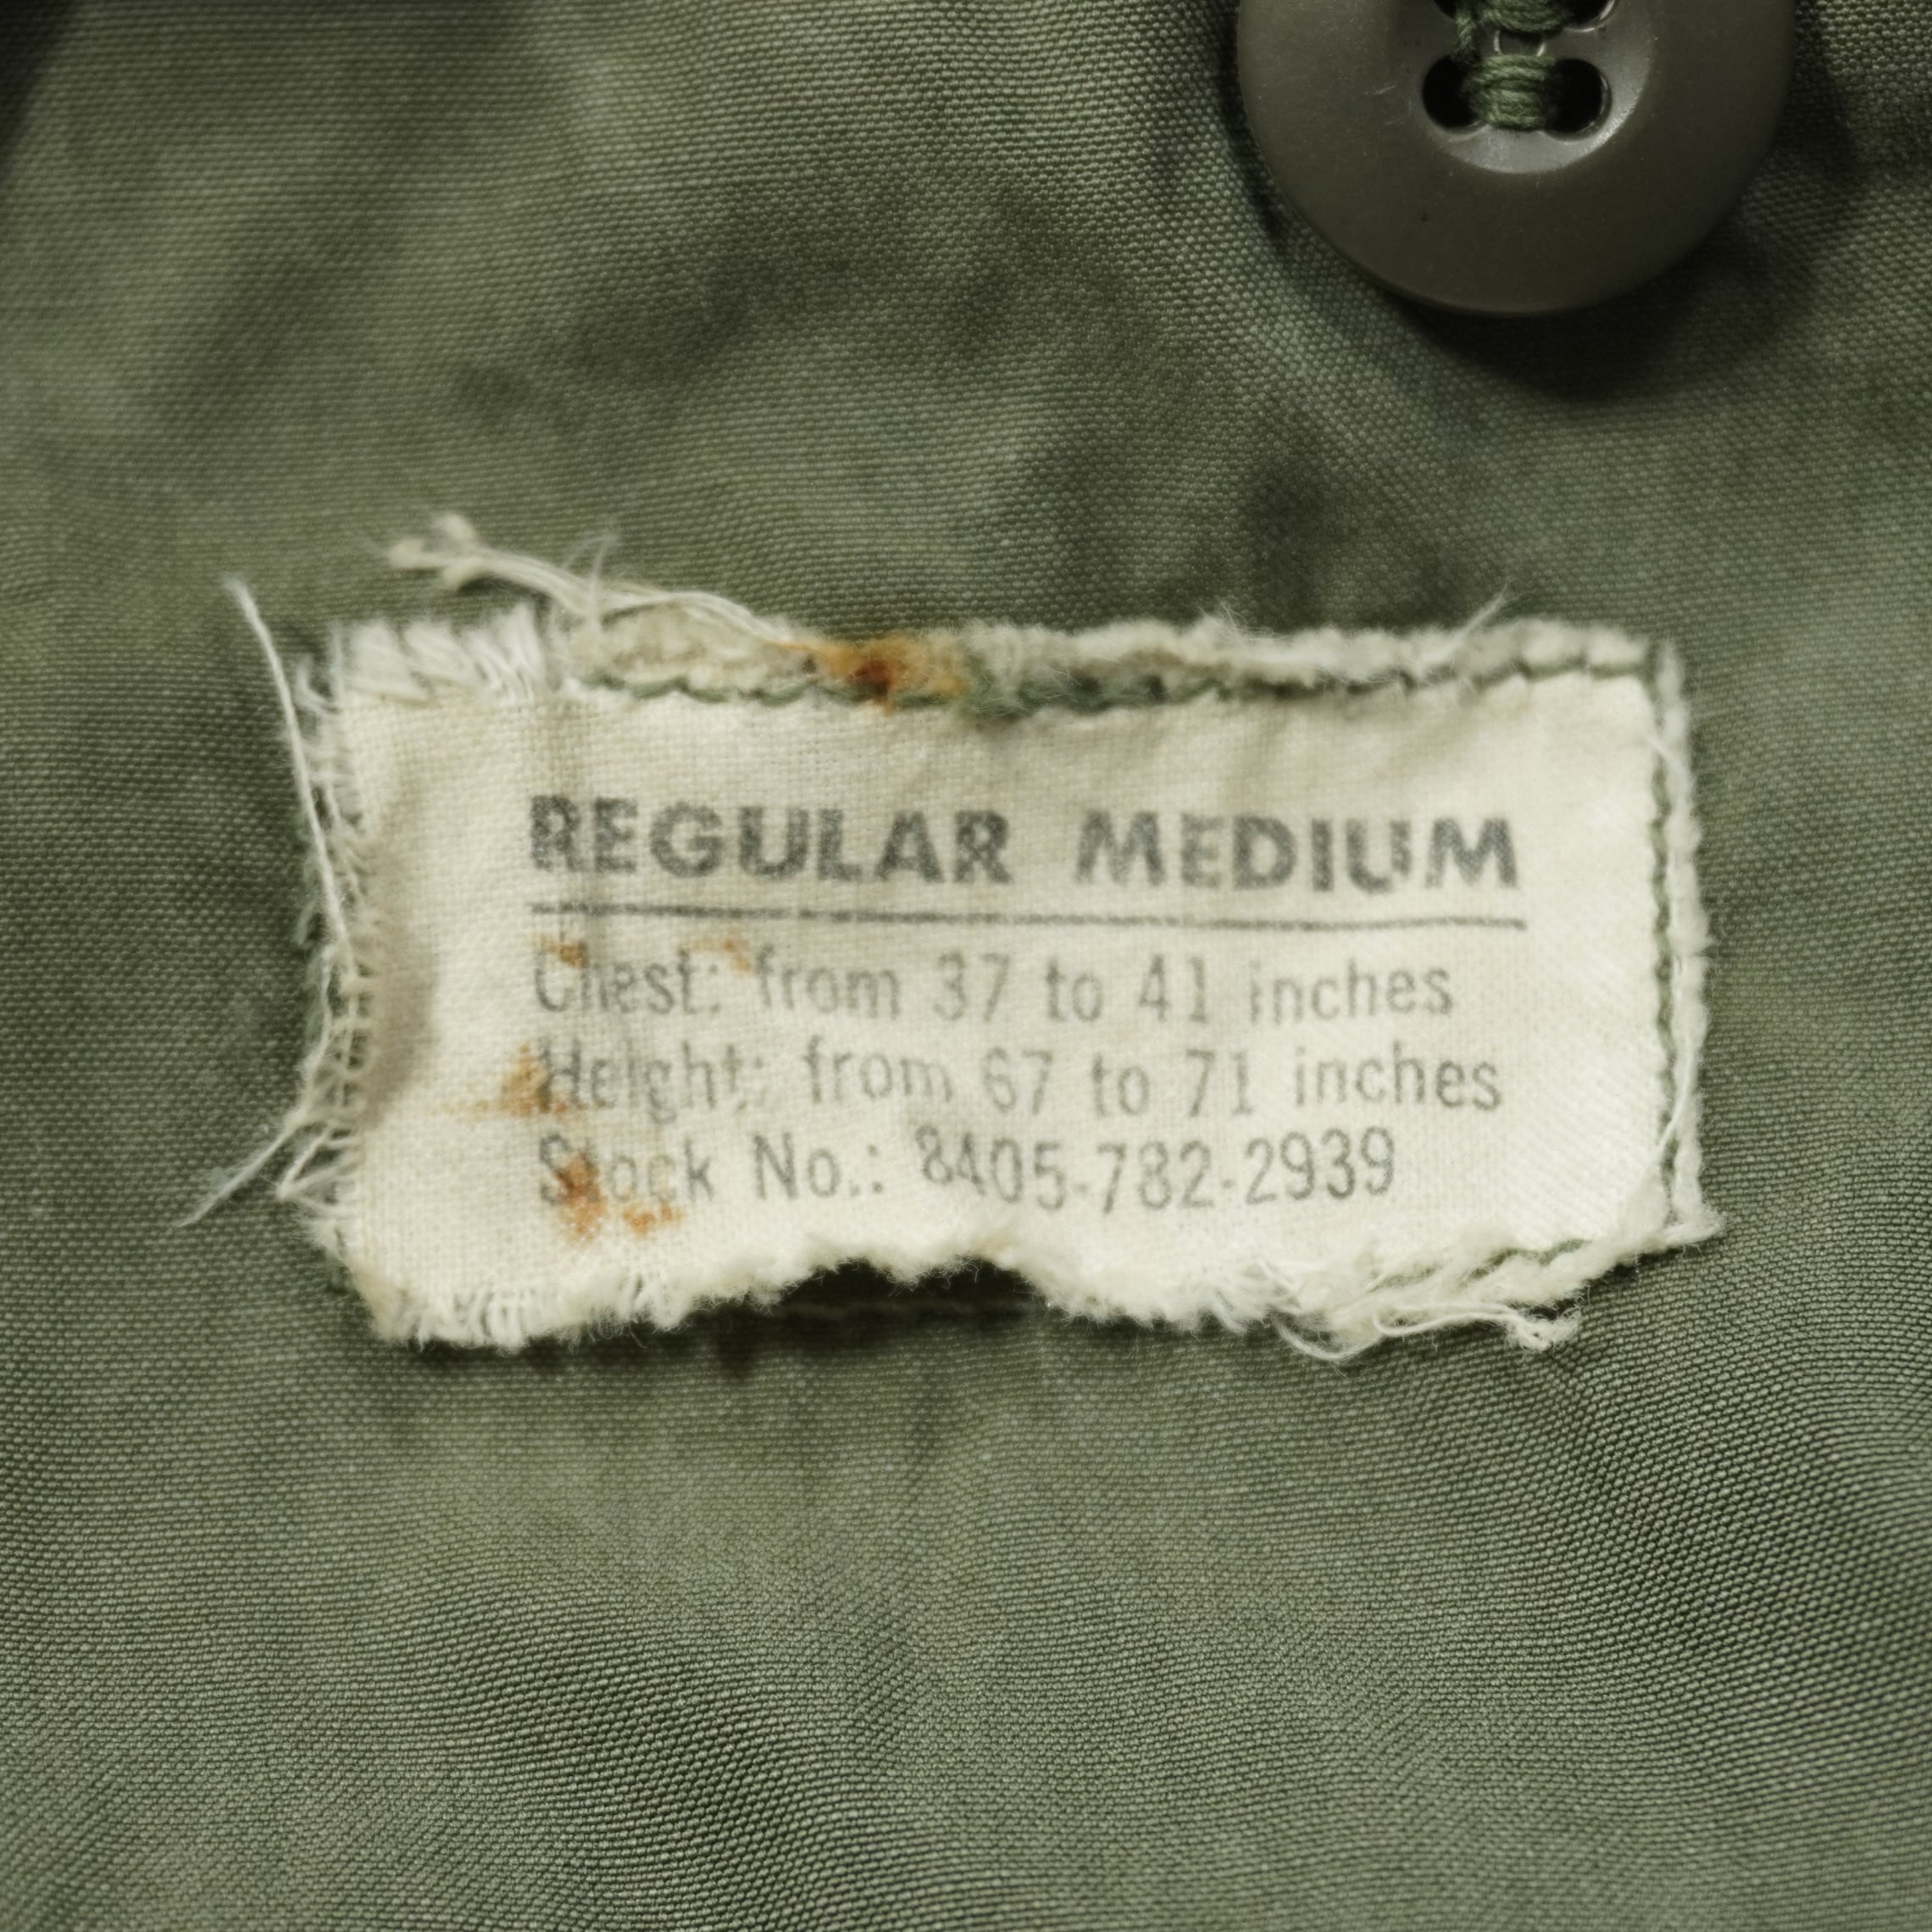 REGULAR MEDIUM
Chest: from 37 to 41 inches
Height: from 67 to 71 inches
Stock No.: 8405-782-2939